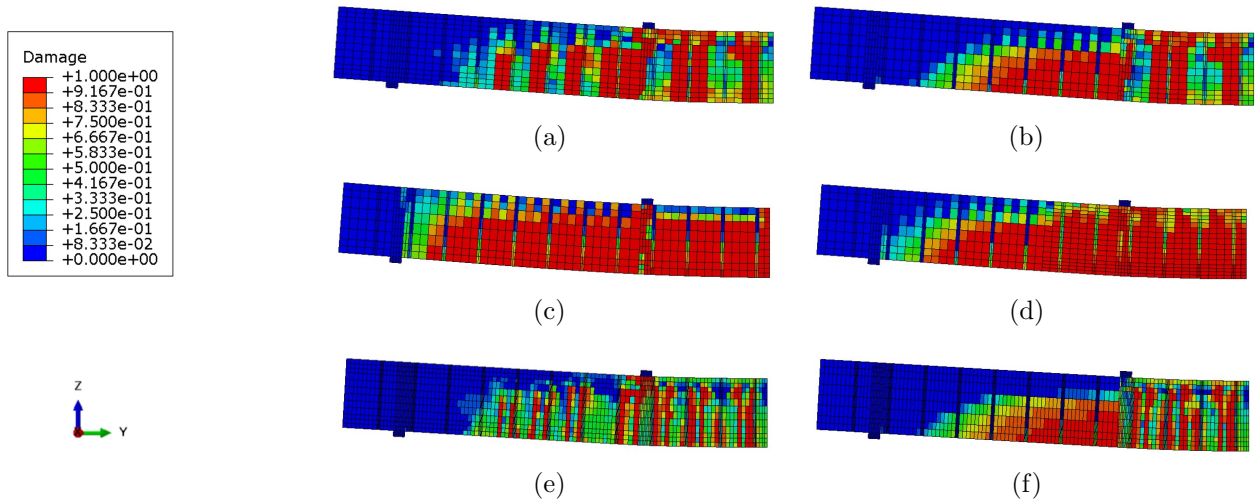 Damage
+1.000e+00
+9.167e-01
+8.333e-01
+7.500e-01
+6.667e-01
+5.833e-01
+5.000e-01
+4.167e-01
+3.333e-01
+2.500e-01
+1.667e-01
+8.333e-02
+0.000e+00
(a)
(b)
(c)
(d)
Z
Y
(e)
(f)